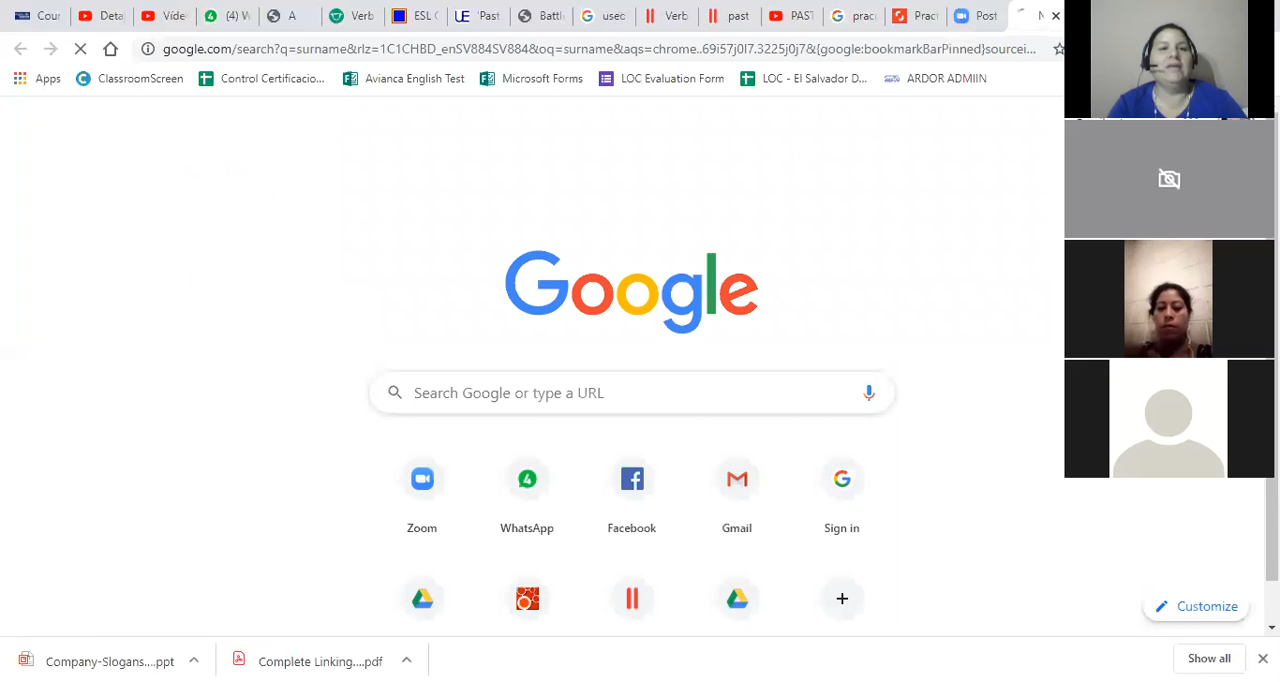 Cour
Deta
Víde
(4) W
A
Verb
ESL C
'Past
Battl
used
Verb
past
PAST
prac
Pract
Post
N
google.com/search?q=surname&rlz=1C1CHBD_enSV884SV884&oq=surname&aqs=chrome..69i57j0l7.3225j0j7&{google:bookmarkBarPinned}sourcei...
Apps
ClassroomScreen
Control Certificacio...
Avianca English Test
Microsoft Forms
LOC Evaluation Form
LOC - El Salvador D...
ARDOR ADMIIN
Google
Search Google or type a URL
Zoom
WhatsApp
Facebook
Gmail
Sign in
Customize
Company-Slogans....ppt
Complete Linking....pdf
Show all